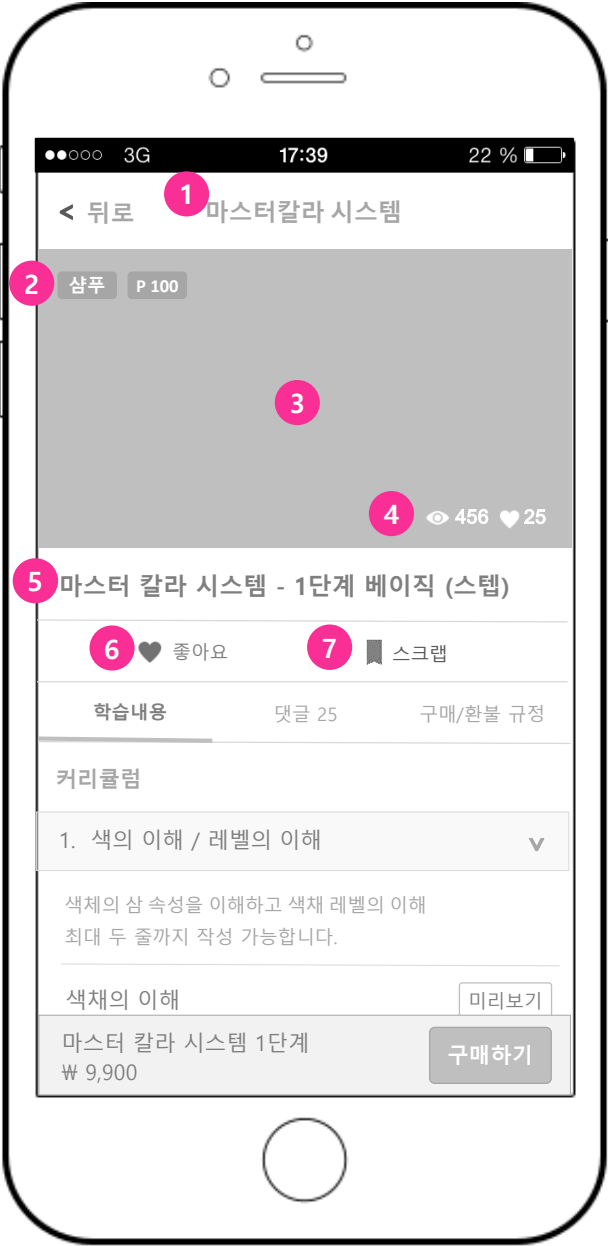 3G 17:39 22 %
< 뒤로 1 마스터칼라 시스템
2 샴푸 P 100
3
4 456 25
5 마스터 칼라 시스템 - 1단계 베이직 (스텝)
6 좋아요 7 스크랩
학습내용 댓글 25 구매/환불 규정
커리큘럼
1. 색의 이해 / 레벨의 이해 v
색체의 삼 속성을 이해하고 색채 레벨의 이해
최대 두 줄까지 작성 가능합니다.
색채의 이해 미리보기
마스터 칼라 시스템 1단계
₩ 9,900
구매하기